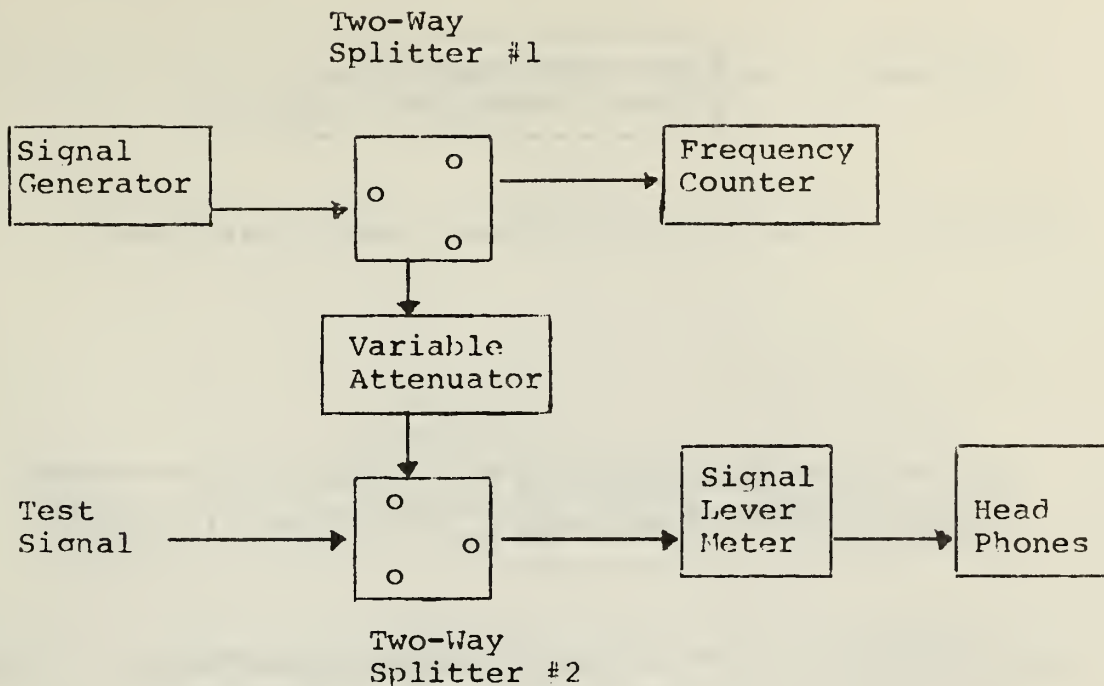 Two-Way
Splitter #1
Signal
Generator
Frequency
Counter
Variable
Attenuator
Test
Signal
Signal
Lever
Meter
Head
Phones
Two-Way
Splitter #2